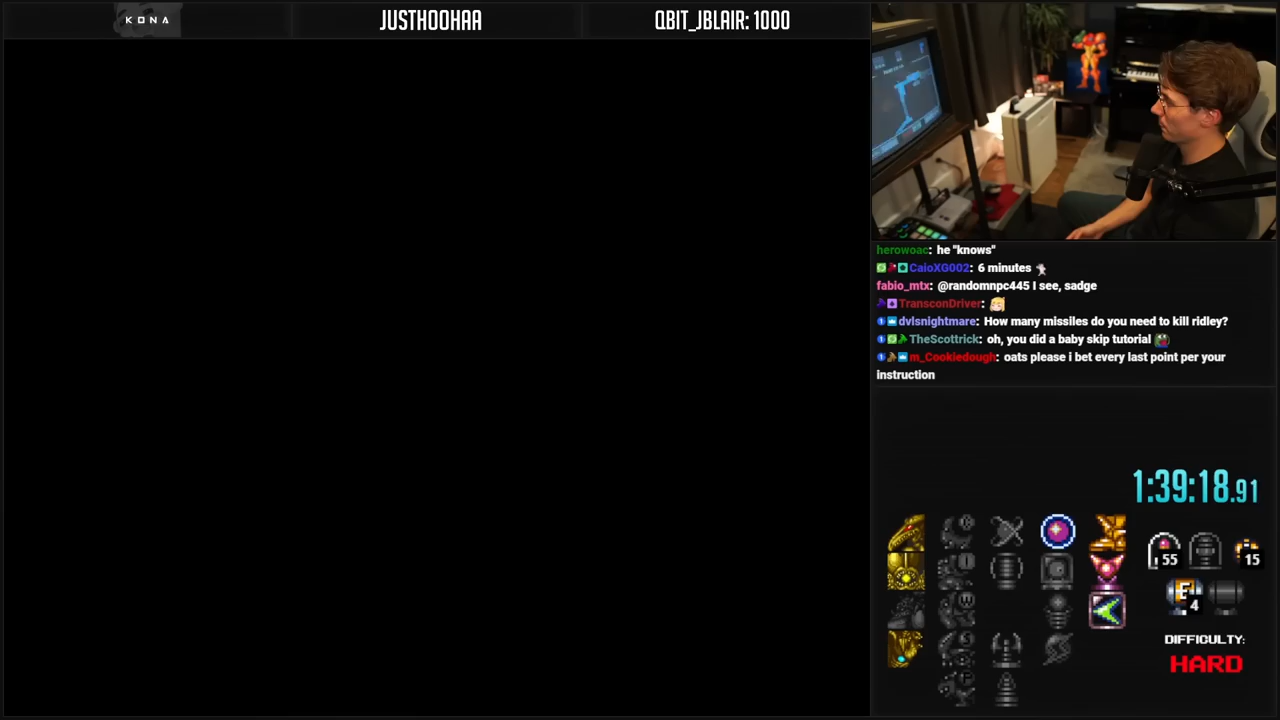 KONA
JUSTHOOHAA
QBIT_JBLAIR: 1000
herowoac: he "knows"
CaioXG002: 6 minutes
fabio_mtx: @randomnpc445 I see, sadge
TransconDriver:
dvlsnightmare: How many missiles do you need to kill ridley?
TheScottrick: oh, you did a baby skip tutorial
m_Cookiedough: oats please i bet every last point per your
instruction
1:39:18.91
55
15
4
DIFFICULTY:
HARD